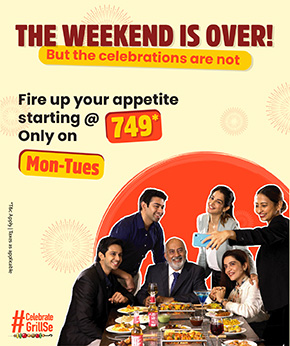 THE WEEKEND IS OVER!
But the celebrations are not
Fire up your appetite
starting @ 749*
Only on
Mon-Tues
*T&C Apply | Taxes as applicable
#Celebrate
GrillSe